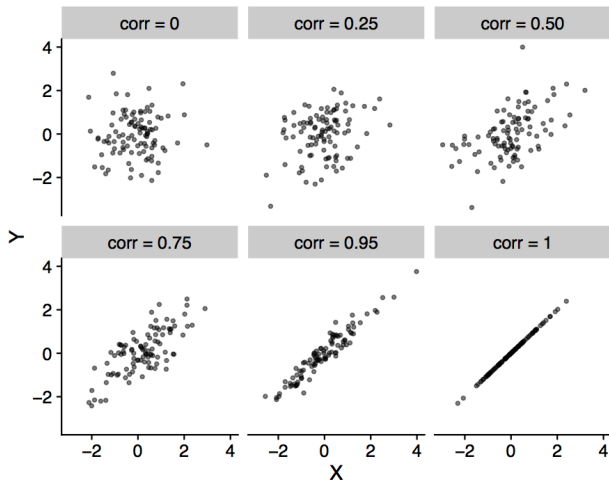 corr = 0 corr = 0.25 corr = 0.50
4
2
0
−2
Y
corr = 0.75 corr = 0.95 corr = 1
4
2
0
−2
−2 0 2 4 −2 0 2 4 −2 0 2 4
X